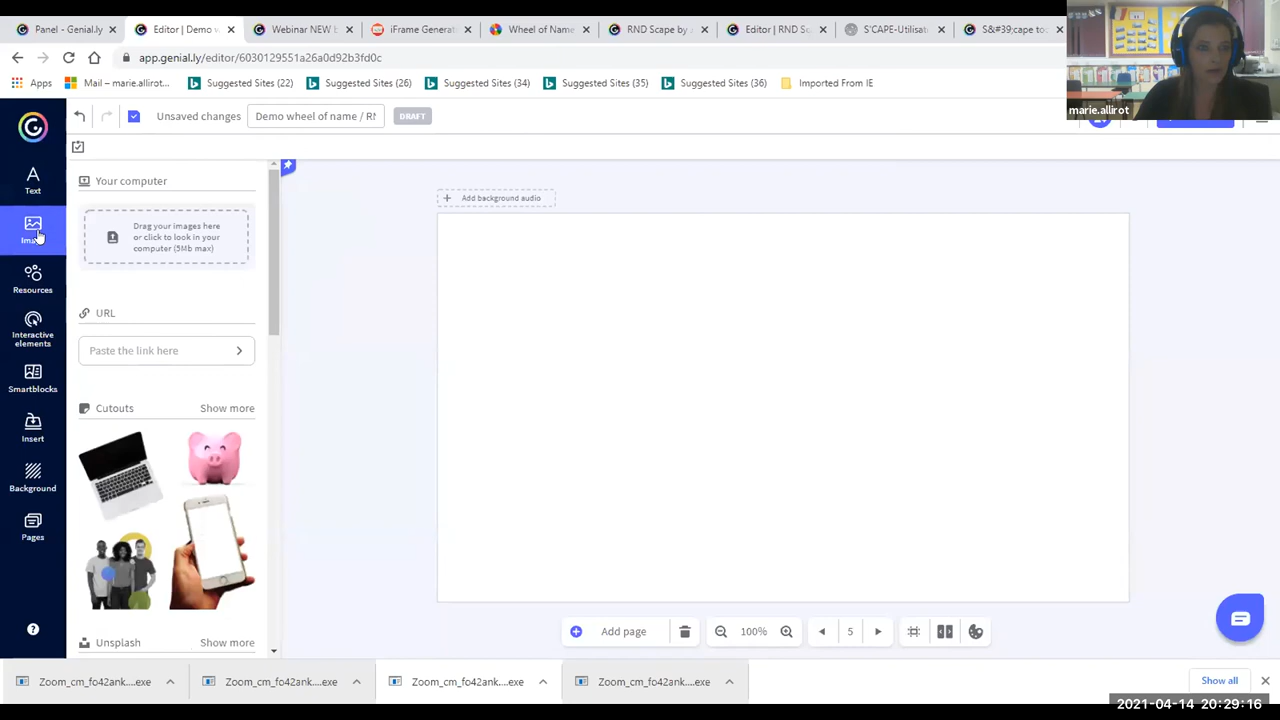 Panel - Genial.ly
Editor | Demo w
Webinar NEW b
iFrame Gene
Wheel of Name
RND Scape by
Editor | RND Sc
S'CAPE-Utilisat
S&#39;cape to
app.genial.ly/editor/6030129551a26a0d92b3fd0c
Apps
Mail – marie.allirot...
Suggested Sites (22)
Suggested Sites (26)
Suggested Sites (34)
Suggested Sites (35)
Suggested Sites (36)
Imported From IE
marie.allirot
Unsaved changes
Demo wheel of name / RN
DRAFT
Text
Your computer
Add background audio
Drag your images here
or click to look in your
computer (5Mb max)
Resources
URL
Interactive
elements
Paste the link here
Smartblocks
Cutouts
Show more
Insert
Background
Pages
Unsplash
Show more
Add page
100%
5
Zoom_cm_fo42ank....exe
Zoom_cm_fo42ank....exe
Zoom_cm_fo42ank....exe
Zoom_cm_fo42ank....exe
Show all
2021-04-14 20:29:16